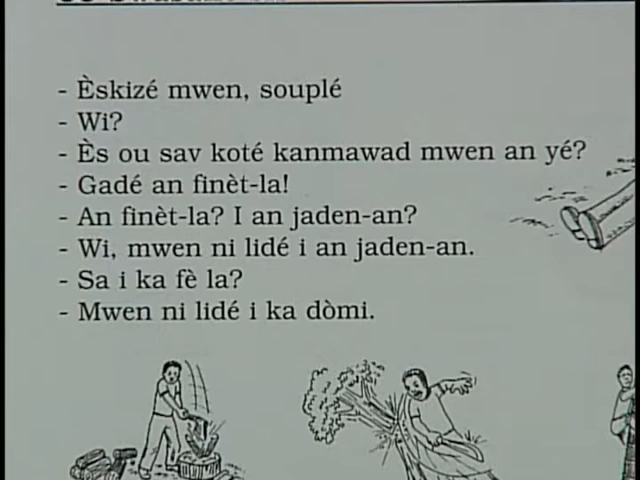 - Èskizé mwen, souplé
- Wi?
- Ès ou sav koté kanmawad mwen an yé?
- Gadé an finèt-la!
- An finèt-la? I an jaden-an?
- Wi, mwen ni lidé i an jaden-an.
- Sa i ka fè la?
- Mwen ni lidé i ka dòmi.